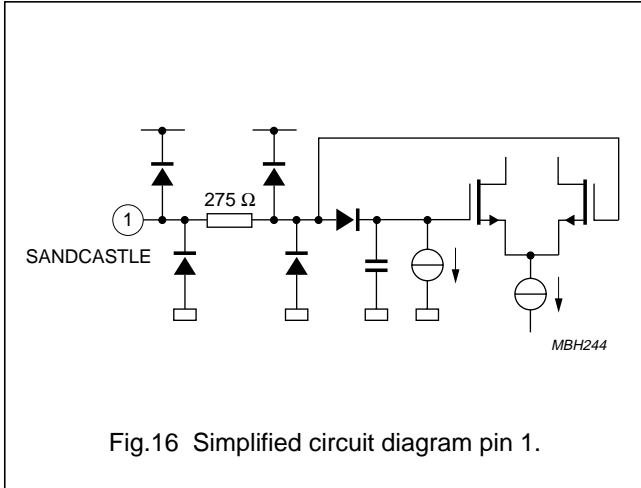 275 Ω
1
SANDCASTLE
MBH244
Fig.16 Simplified circuit diagram pin 1.